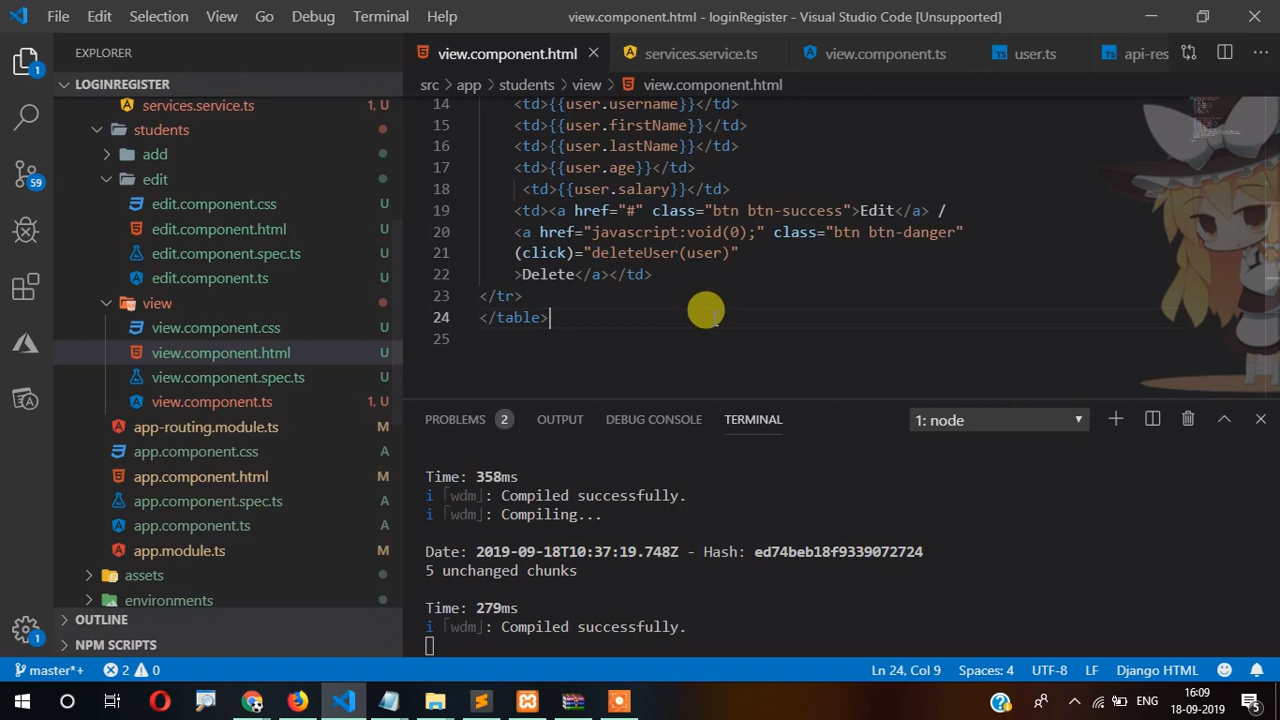 File Edit Selection View Go Debug Terminal Help
view.component.html - loginRegister - Visual Studio Code [Unsupported]
EXPLORER
view.component.html
services.service.ts
view.component.ts
user.ts
api-res
LOGINREGISTER
src > app > students > view > view.component.html
services.service.ts 1, U
students
add
edit
edit.component.css U
edit.component.html U
edit.component.spec.ts U
edit.component.ts U
view
view.component.css U
view.component.html U
view.component.spec.ts U
view.component.ts 1, U
app-routing.module.ts M
app.component.css A
app.component.html M
app.component.spec.ts A
app.component.ts A
app.module.ts M
assets
environments
OUTLINE
NPM SCRIPTS
1
59
1
14 <td>{{user.username}}</td>
15 <td>{{user.firstName}}</td>
16 <td>{{user.lastName}}</td>
17 <td>{{user.age}}</td>
18 <td>{{user.salary}}</td>
19 <td><a href="#" class="btn btn-success">Edit</a> /
20 <a href="javascript:void(0);" class="btn btn-danger"
21 (click)="deleteUser(user)"
22 >Delete</a></td>
23 </tr>
24 </table>
25
PROBLEMS 2 OUTPUT DEBUG CONSOLE TERMINAL 1: node
Time: 358ms
i ｢wdm｣: Compiled successfully.
i ｢wdm｣: Compiling...
Date: 2019-09-18T10:37:19.748Z - Hash: ed74beb18f9339072724
5 unchanged chunks
Time: 279ms
i ｢wdm｣: Compiled successfully.
master*+ 2 0 Ln 24, Col 9 Spaces: 4 UTF-8 LF Django HTML
ENG
16:09
18-09-2019
5